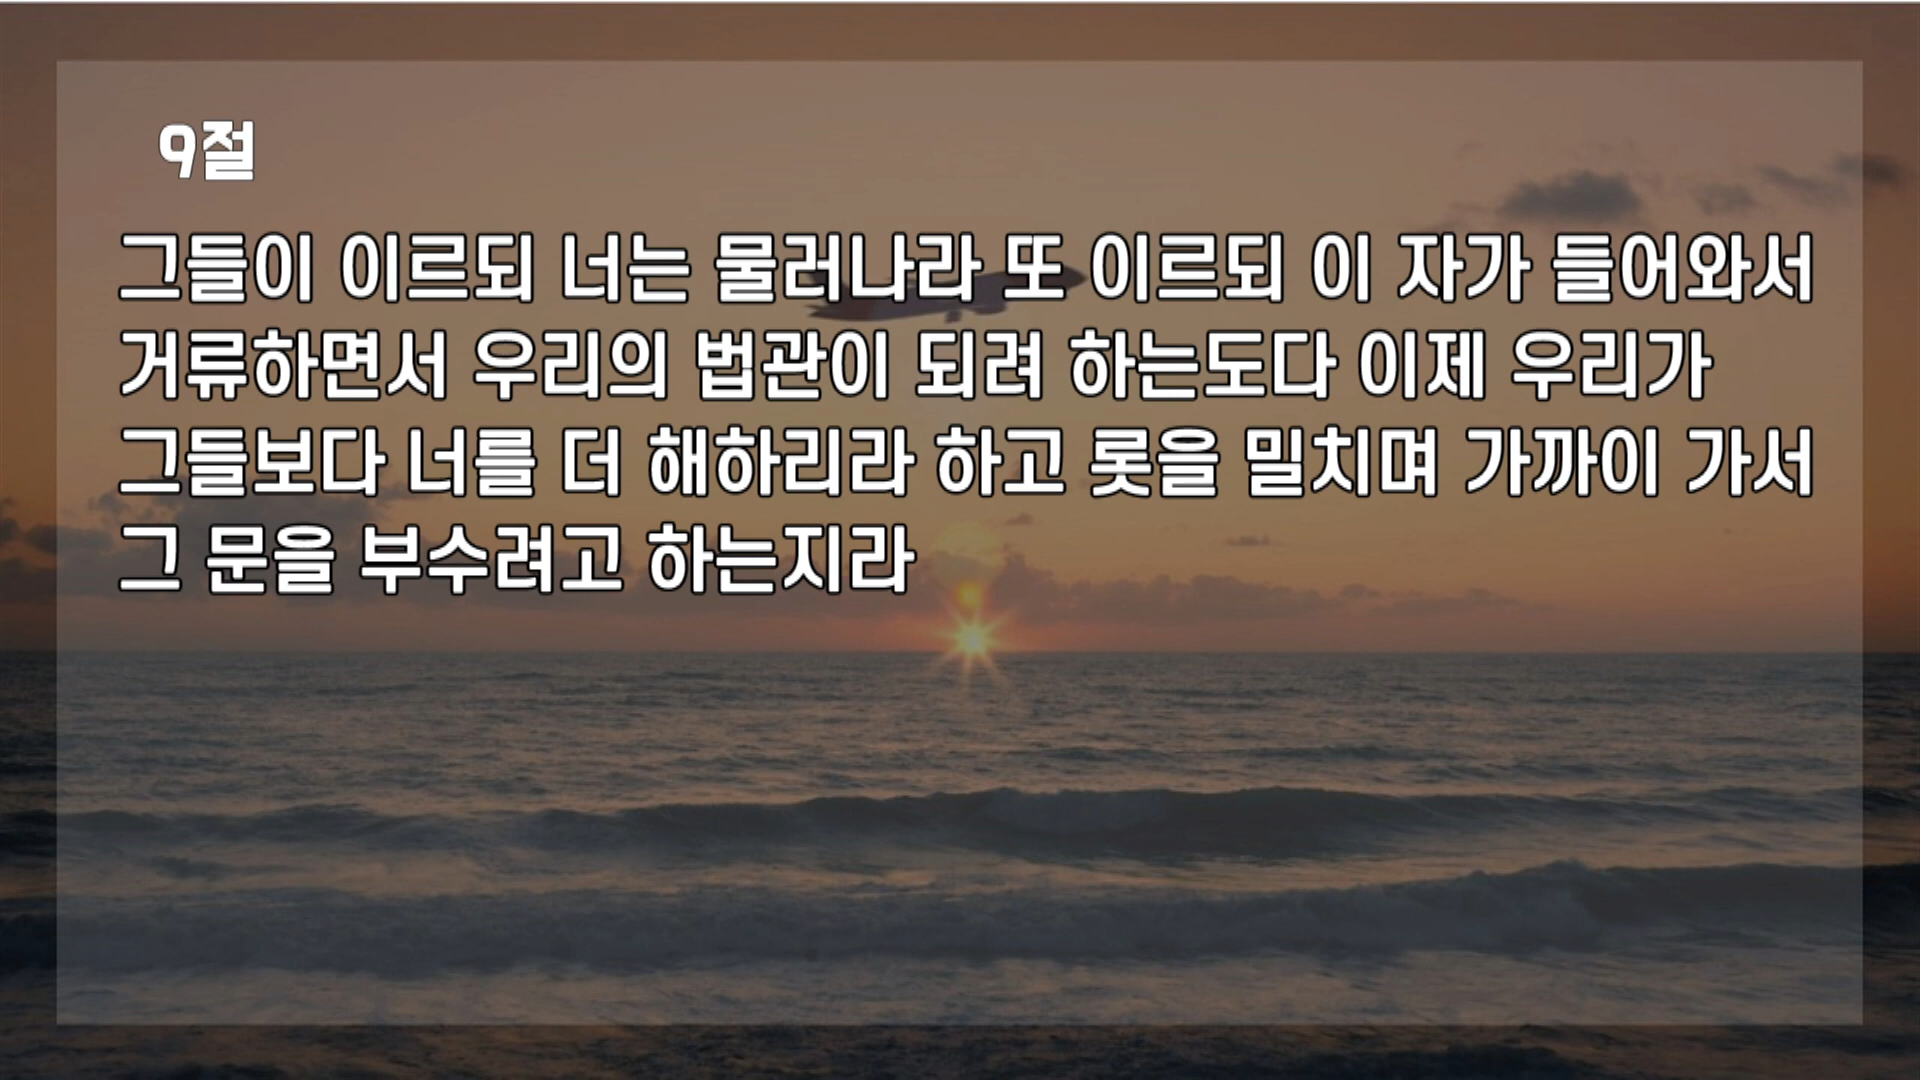 9절
그들이 이르되 너는 물러나라 또 이르되 이 자가 들어와서
거류하면서 우리의 법관이 되려 하는도다 이제 우리가
그들보다 너를 더 해하리라 하고 롯을 밀치며 가까이 가서
그 문을 부수려고 하는지라